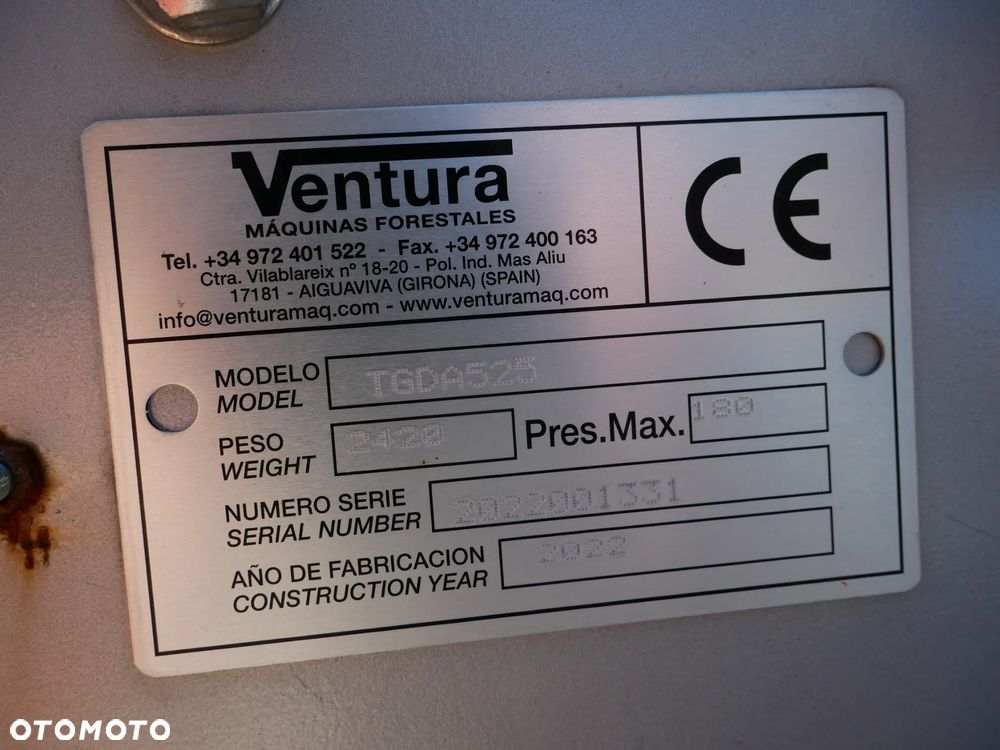 Ventura
MÁQUINAS FORESTALES
Tel. +34 972 401 522 - Fax. +34 972 400 163
Ctra. Vilablareix nº 18-20 - Pol. Ind. Mas Aliu
17181 - AIGUAVIVA (GIRONA) (SPAIN)
info@venturamaq.com - www.venturamaq.com
CE
MODELO TGDA525
MODEL
PESO 2420 Pres.Max. 180
WEIGHT
NUMERO SERIE 2022001331
SERIAL NUMBER
AÑO DE FABRICACION 2022
CONSTRUCTION YEAR
OTOMOTO